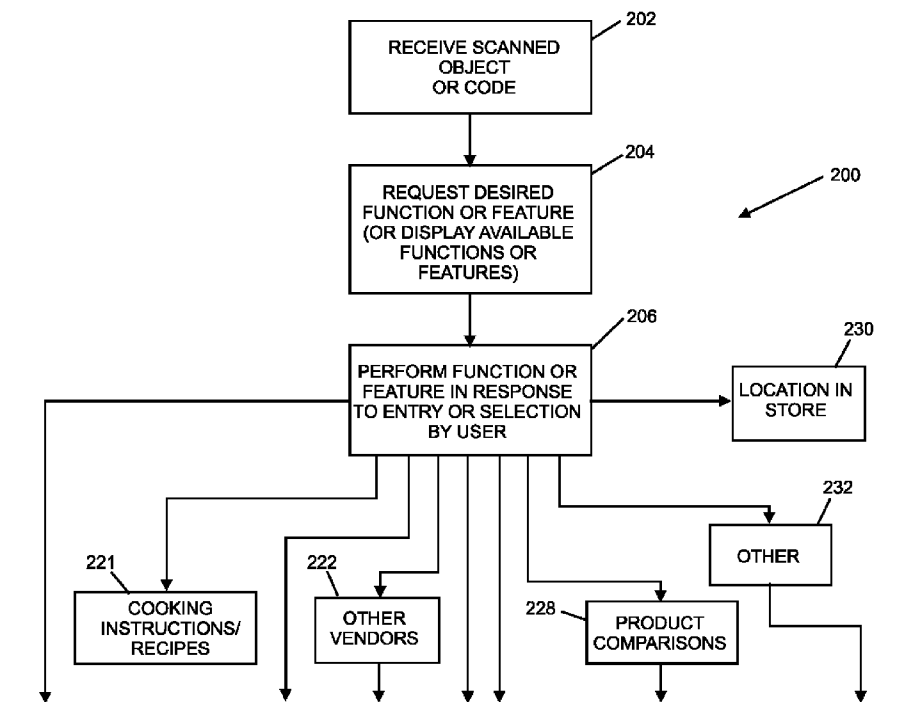 202
RECEIVE SCANNED
OBJECT
OR CODE
204
REQUEST DESIRED
FUNCTION OR FEATURE
(OR DISPLAY AVAILABLE
FUNCTIONS OR
FEATURES)
200
206
PERFORM FUNCTION OR
FEATURE IN RESPONSE
TO ENTRY OR SELECTION
BY USER
230
LOCATION IN
STORE
232
OTHER
221
COOKING
INSTRUCTIONS/
RECIPES
222
OTHER
VENDORS
228
PRODUCT
COMPARISONS